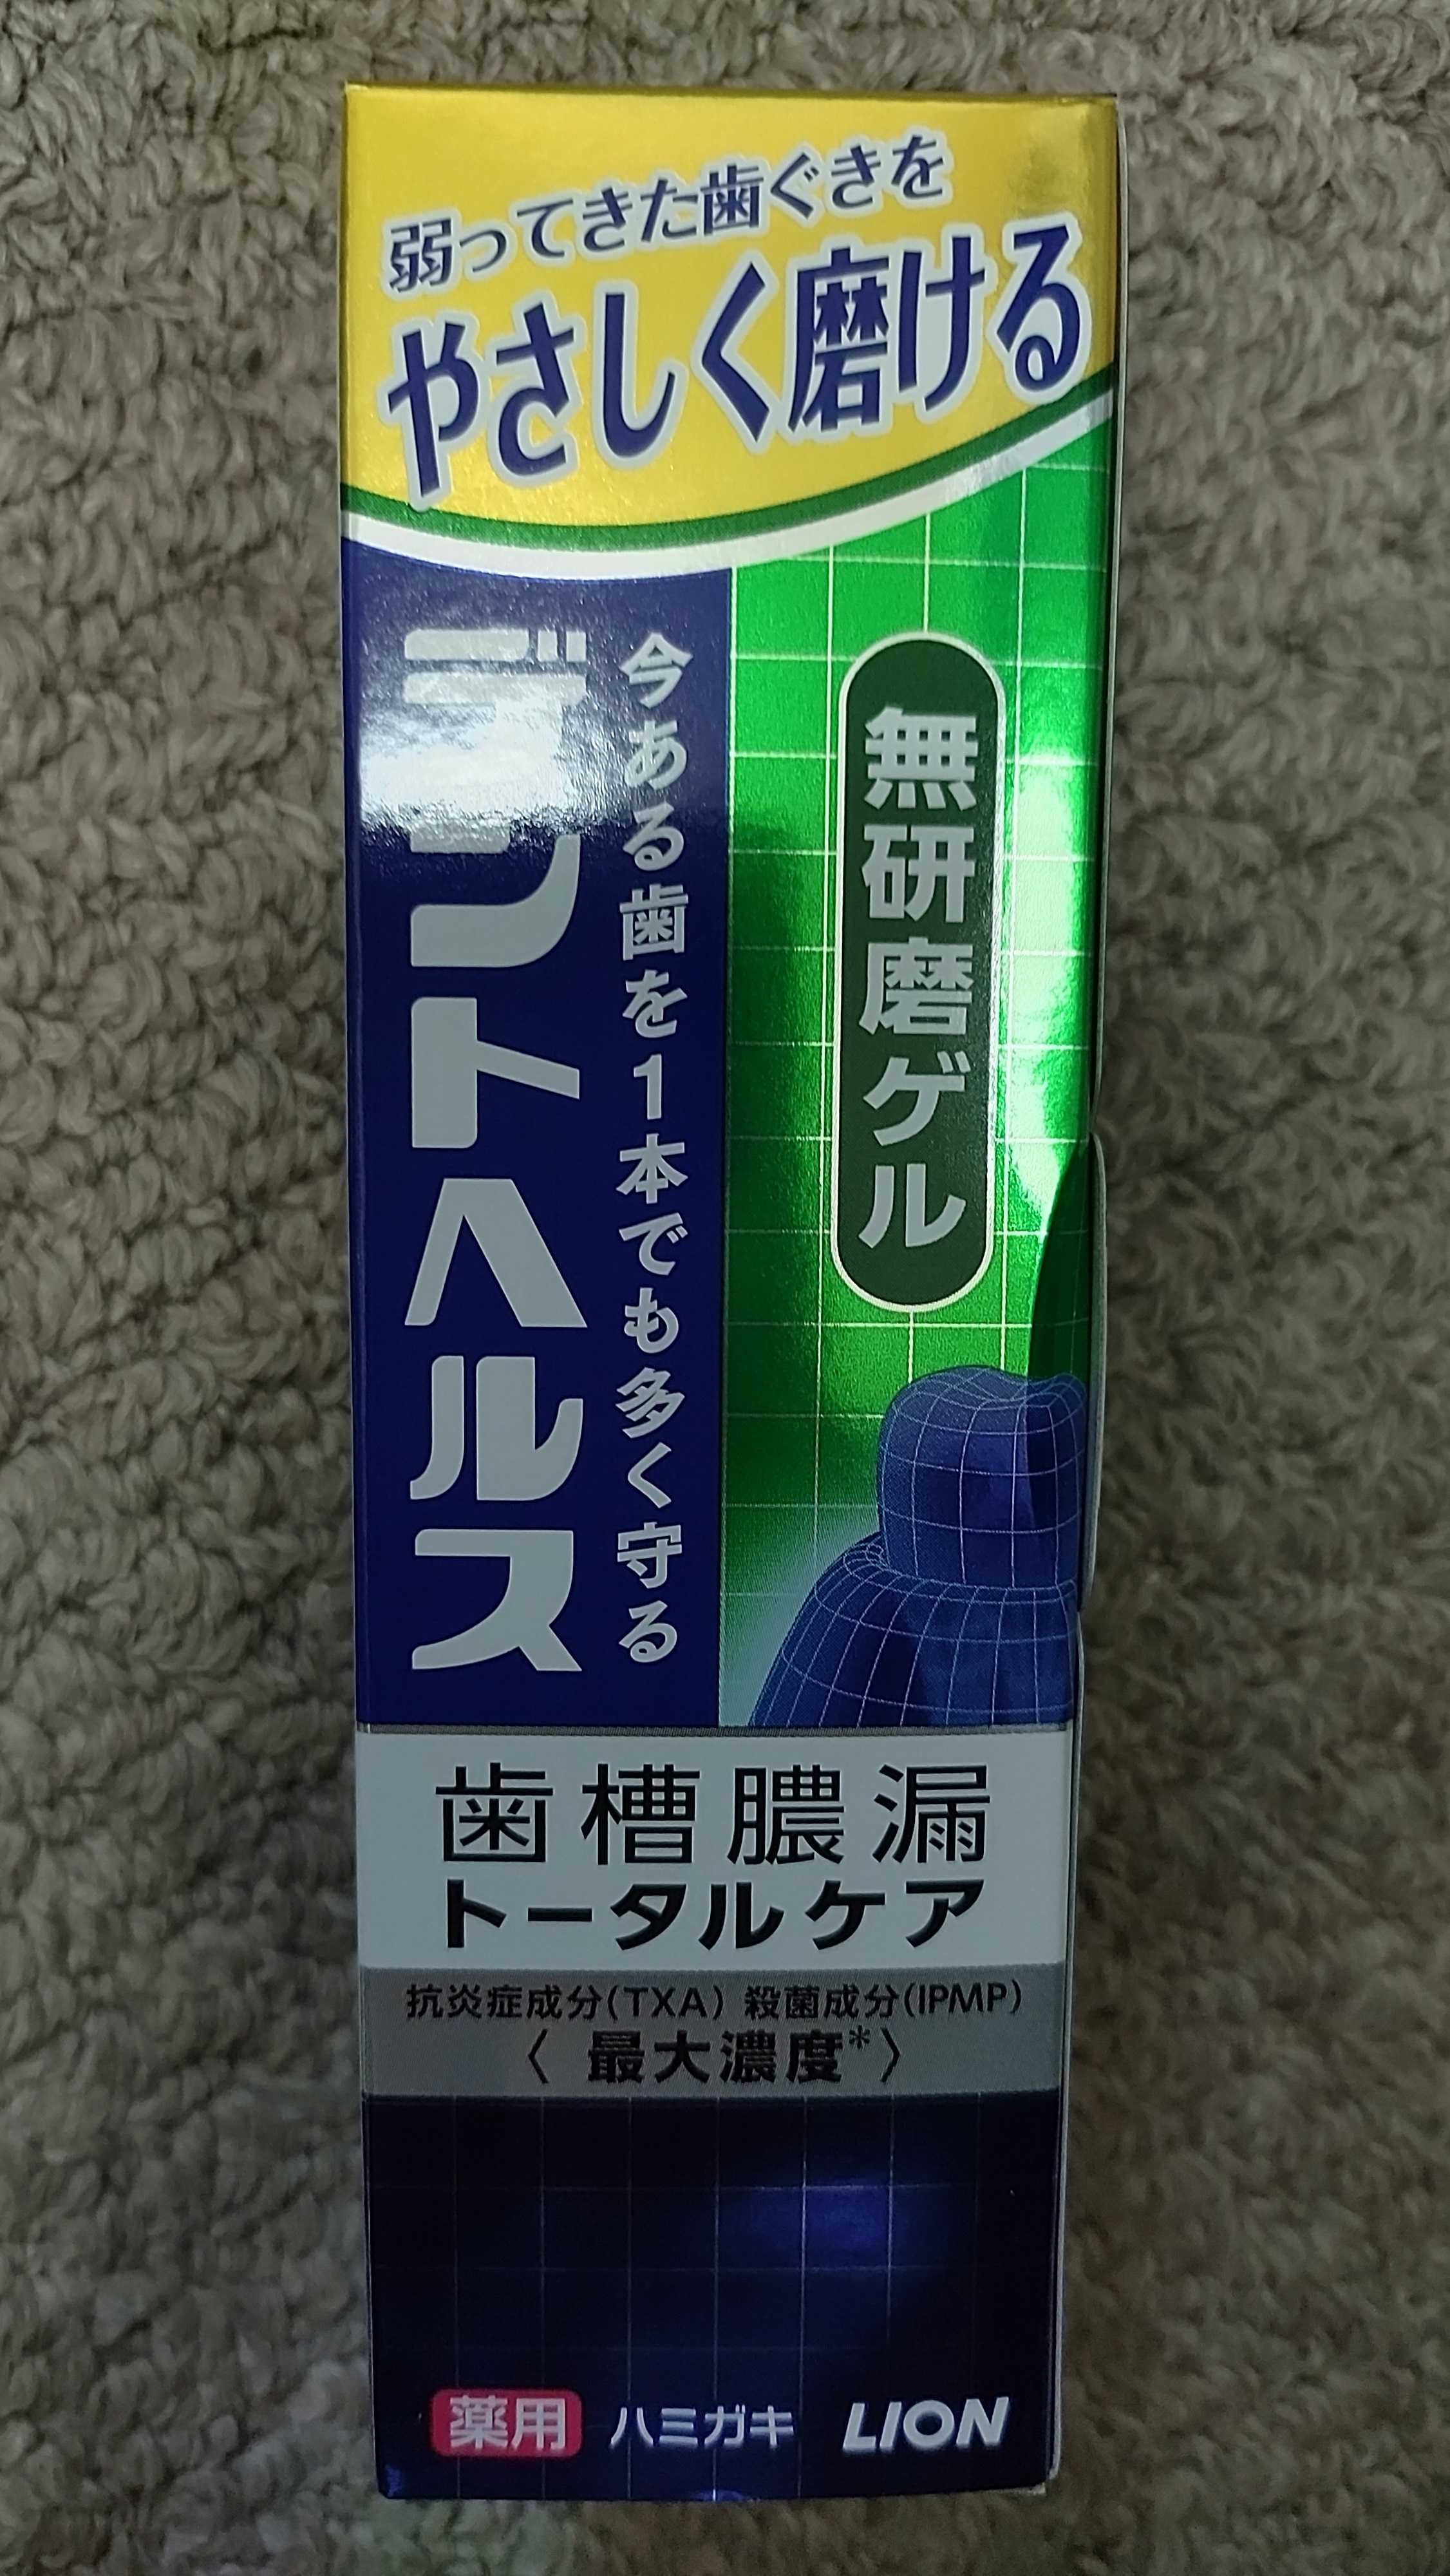 弱ってきた歯ぐきを
やさしく磨ける
デントヘルス
今ある歯を1本でも多く守る
無研磨ゲル
歯槽膿漏
トータルケア
抗炎症成分(TXA) 殺菌成分(IPMP)
〈 最大濃度*〉
薬用 ハミガキ LION